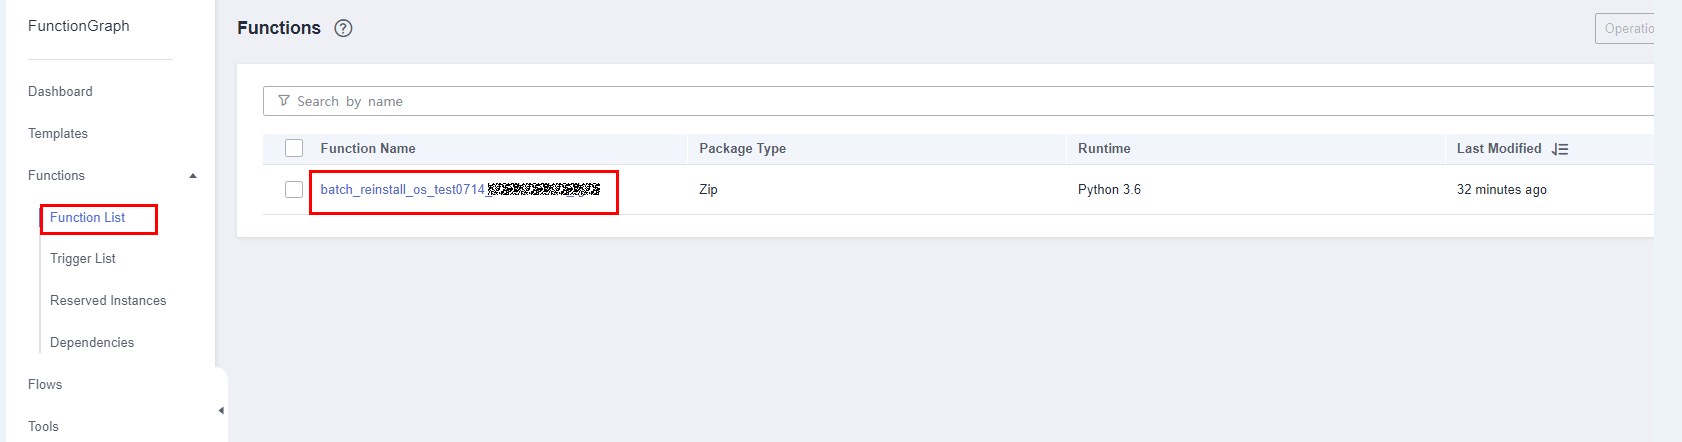 FunctionGraph
Dashboard
Templates
Functions
Function List
Trigger List
Reserved Instances
Dependencies
Flows
Tools
Functions ?
Operatio
Search by name
Function Name Package Type Runtime Last Modified
batch_reinstall_os_test0714_ Zip Python 3.6 32 minutes ago